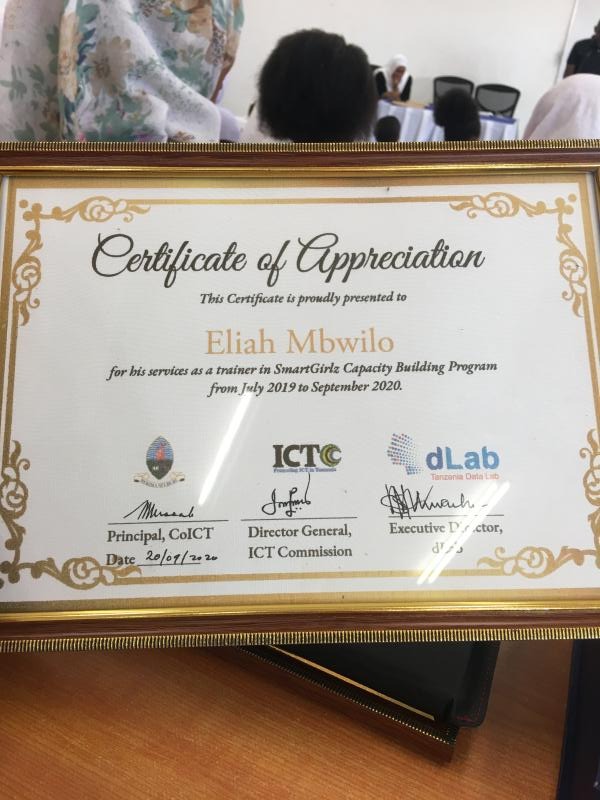 Certificate of Appreciation
This Certificate is proudly presented to
Eliah Mbwilo
for his services as a trainer in SmartGirlz Capacity Building Program
from July 2019 to September 2020.
ICTC
Promoting ICT in Tanzania
dLab
Tanzania Data Lab
Principal, CoICT
Date 20/09/2020
Director General,
ICT Commission
Executive Director,
dLab